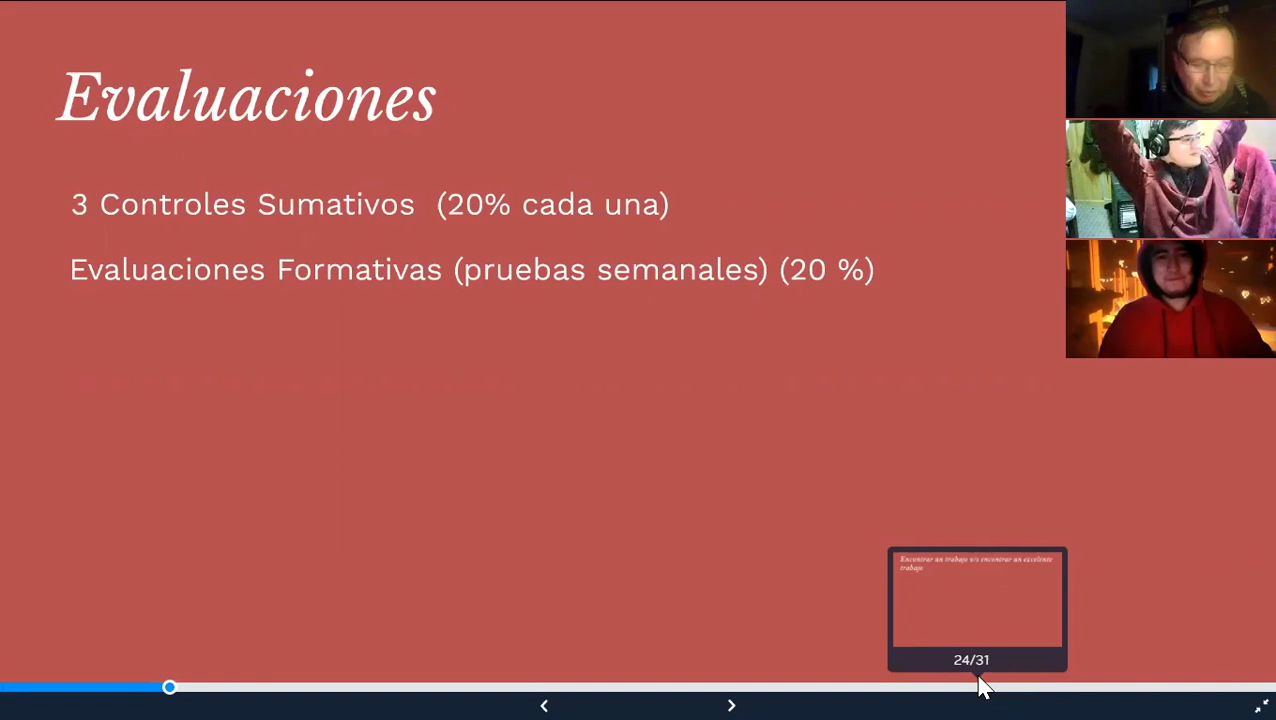 Evaluaciones
3 Controles Sumativos (20% cada una)
Evaluaciones Formativas (pruebas semanales) (20 %)
Encontrar un trabajo v/s encontrar un excelente
trabajo
24/31